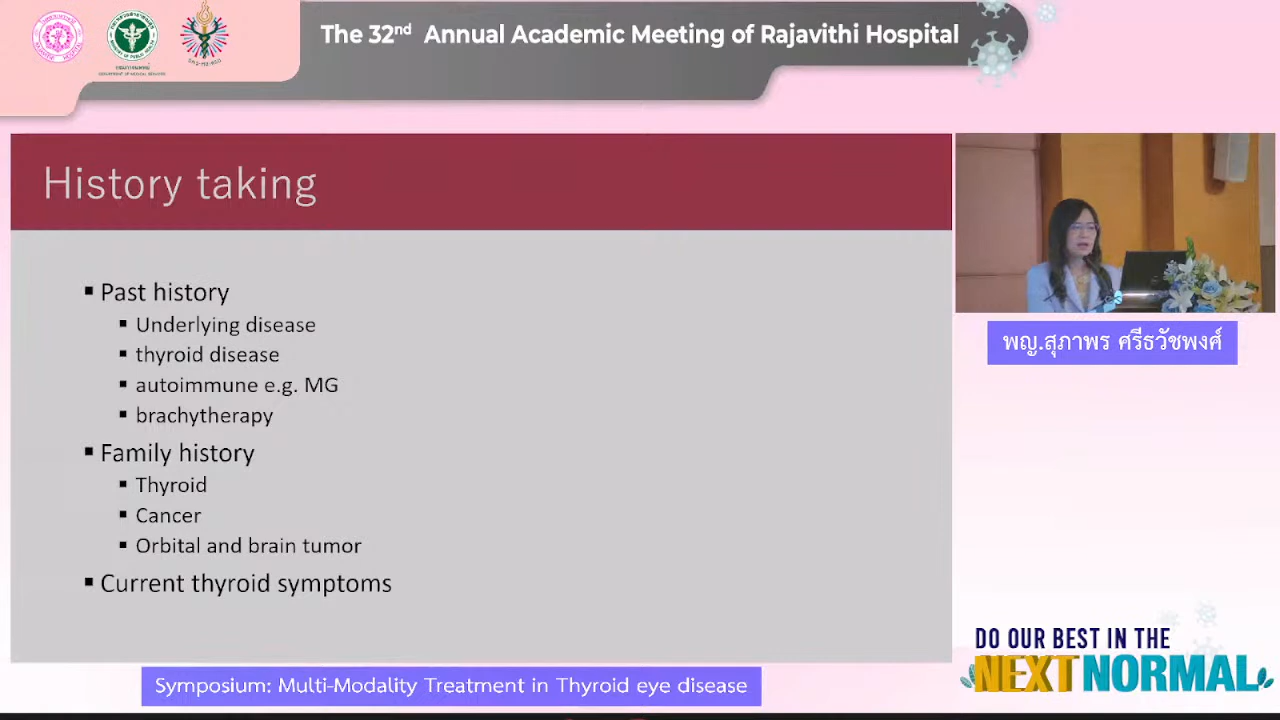 The 32nd Annual Academic Meeting of Rajavithi Hospital
History taking
▪ Past history
▪ Underlying disease
▪ thyroid disease
▪ autoimmune e.g. MG
▪ brachytherapy
▪ Family history
▪ Thyroid
▪ Cancer
▪ Orbital and brain tumor
▪ Current thyroid symptoms
พญ.สุภาพร ศรีธวัชพงศ์
DO OUR BEST IN THE
NEXT NORMAL
Symposium: Multi-Modality Treatment in Thyroid eye disease